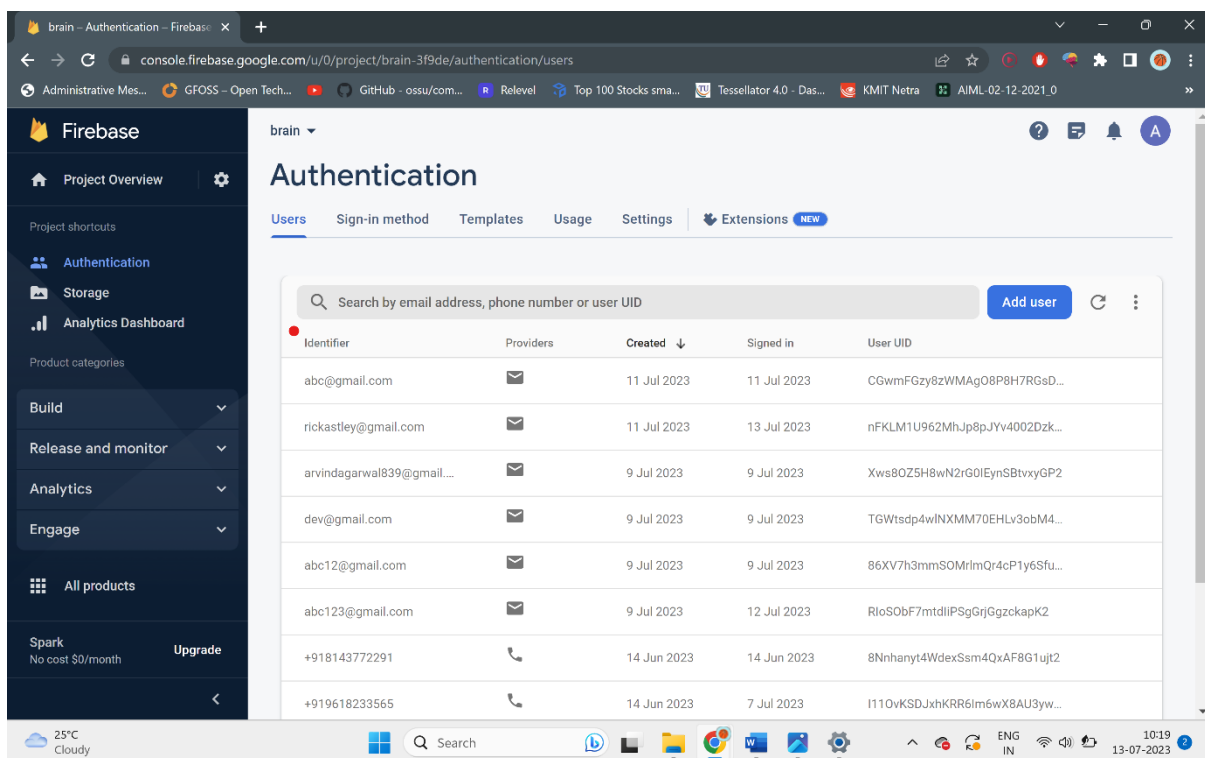 brain – Authentication – Firebase
console.firebase.google.com/u/0/project/brain-3f9de/authentication/users
Administrative Mes... GFOSS – Open Tech... GitHub - ossu/com... R Relevel Top 100 Stocks sma... TU Tessellator 4.0 - Das... KMIT Netra AIML-02-12-2021_0 »
Firebase
Project Overview
Project shortcuts
Authentication
Storage
Analytics Dashboard
Product categories
Build
Release and monitor
Analytics
Engage
All products
Spark
No cost $0/month
Upgrade
brain
A
Authentication
Users Sign-in method Templates Usage Settings Extensions NEW
Search by email address, phone number or user UID Add user
Identifier Providers Created Signed in User UID
abc@gmail.com 11 Jul 2023 11 Jul 2023 CGwmFGzy8zWMAgO8P8H7RGsD...
rickastley@gmail.com 11 Jul 2023 13 Jul 2023 nFKLM1U962MhJp8pJYv4002Dzk...
arvindagarwal839@gmail.... 9 Jul 2023 9 Jul 2023 Xws8OZ5H8wN2rG0IEynSBtvxyGP2
dev@gmail.com 9 Jul 2023 9 Jul 2023 TGWtsdp4wlNXMM70EHLv3obM4...
abc12@gmail.com 9 Jul 2023 9 Jul 2023 86XV7h3mmSOMrlmQr4cP1y6Sfu...
abc123@gmail.com 9 Jul 2023 12 Jul 2023 RIoSObF7mtdIiPSgGrjGgzckapK2
+918143772291 14 Jun 2023 14 Jun 2023 8Nnhanyt4WdexSsm4QxAF8G1ujt2
+919618233565 14 Jun 2023 7 Jul 2023 I11OvKSDJxhKRR6Im6wX8AU3yw...
25°C
Cloudy
Search
ENG
IN
10:19
13-07-2023
2